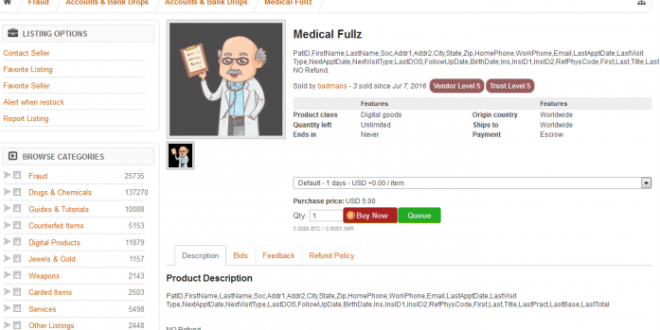 Fraud Accounts & Bank Drops Accounts & Bank Drops Medical Fullz
LISTING OPTIONS
Contact Seller
Favorite Listing
Favorite Seller
Alert when restock
Report Listing
BROWSE CATEGORIES
Fraud 25735
Drugs & Chemicals 137270
Guides & Tutorials 10088
Counterfeit Items 5153
Digital Products 11879
Jewels & Gold 1157
Weapons 2143
Carded Items 2503
Services 5498
Other Listings 2448
Medical Fullz
PatID,FirstName,LastName,Soc,Addr1,Addr2,City,State,Zip,HomePhone,WorkPhone,Email,LastApptDate,LastVisit
Type,NextApptDate,NextVisitType,LastDOS,FollowUpDate,BirthDate,Ins,InsID1,InsID2,RefPhysCode,First,Last,Title,Last
NO Refund.
Sold by badmans - 3 sold since Jul 7, 2016 Vendor Level 5 Trust Level 5
Features Features
Product class Digital goods Origin country Worldwide
Quantity left Unlimited Ships to Worldwide
Ends in Never Payment Escrow
Default - 1 days - USD +0.00 / item
Purchase price: USD 5.00
Qty: 1 Buy Now Queue
Description Bids Feedback Refund Policy
Product Description
PatID,FirstName,LastName,Soc,Addr1,Addr2,City,State,Zip,HomePhone,WorkPhone,Email,LastApptDate,LastVisit
Type,NextApptDate,NextVisitType,LastDOS,FollowUpDate,BirthDate,Ins,InsID1,InsID2,RefPhysCode,First,Last,Title,LastPract,LastBase,LastTotal
NO Refund